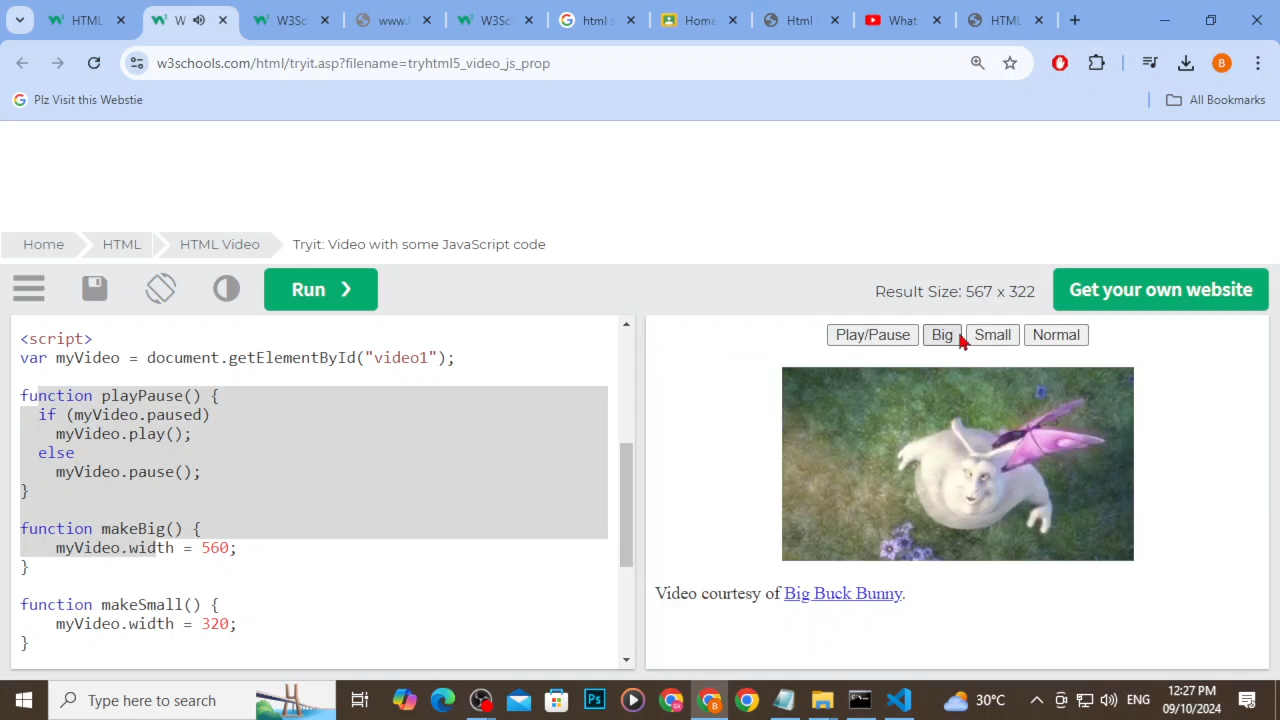 HTML
W
W3Sc
www.l
W3Sc
html s
Home
Html
What
HTML
w3schools.com/html/tryit.asp?filename=tryhtml5_video_js_prop
B
Plz Visit this Webstie
All Bookmarks
Home
HTML
HTML Video
Tryit: Video with some JavaScript code
Run ❯
Result Size: 567 x 322
Get your own website
<script>
var myVideo = document.getElementById("video1");
function playPause() {
if (myVideo.paused)
myVideo.play();
else
myVideo.pause();
}
function makeBig() {
myVideo.width = 560;
}
function makeSmall() {
myVideo.width = 320;
}
Play/Pause
Big
Small
Normal
Video courtesy of Big Buck Bunny.
Type here to search
Ps
30°C
ENG
12:27 PM
09/10/2024